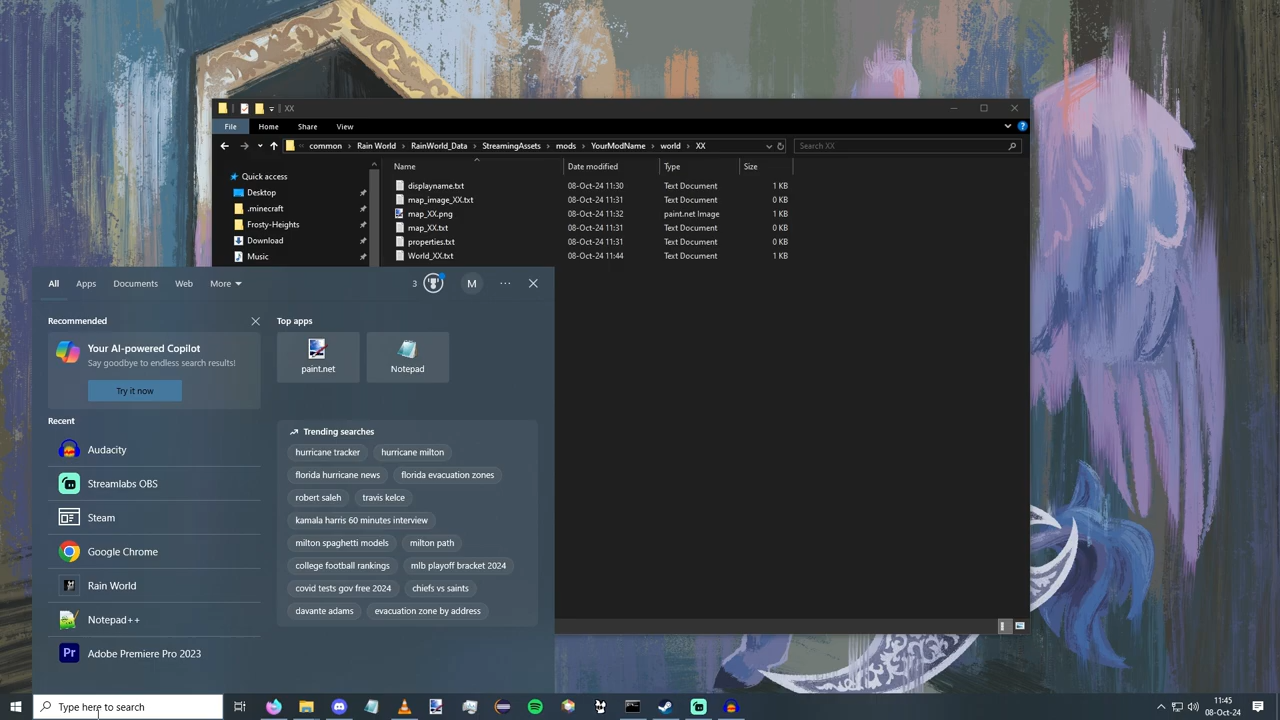 XX
File Home Share View
common Rain World RainWorld_Data StreamingAssets mods YourModName world XX Search XX
Quick access
Desktop
.minecraft
Frosty-Heights
Download
Music
Name Date modified Type Size
displayname.txt 08-Oct-24 11:30 Text Document 1 KB
map_image_XX.txt 08-Oct-24 11:31 Text Document 0 KB
map_XX.png 08-Oct-24 11:32 paint.net Image 1 KB
map_XX.txt 08-Oct-24 11:31 Text Document 0 KB
properties.txt 08-Oct-24 11:31 Text Document 0 KB
World_XX.txt 08-Oct-24 11:44 Text Document 1 KB
All Apps Documents Web More 3 M
Recommended
Your AI-powered Copilot
Say goodbye to endless search results!
Try it now
Recent
Audacity
Streamlabs OBS
Steam
Google Chrome
Rain World
Notepad++
Pr Adobe Premiere Pro 2023
Top apps
paint.net Notepad
Trending searches
hurricane tracker hurricane milton
florida hurricane news florida evacuation zones
robert saleh travis kelce
kamala harris 60 minutes interview
milton spaghetti models milton path
college football rankings mlb playoff bracket 2024
covid tests gov free 2024 chiefs vs saints
davante adams evacuation zone by address
Type here to search
11:45
08-Oct-24